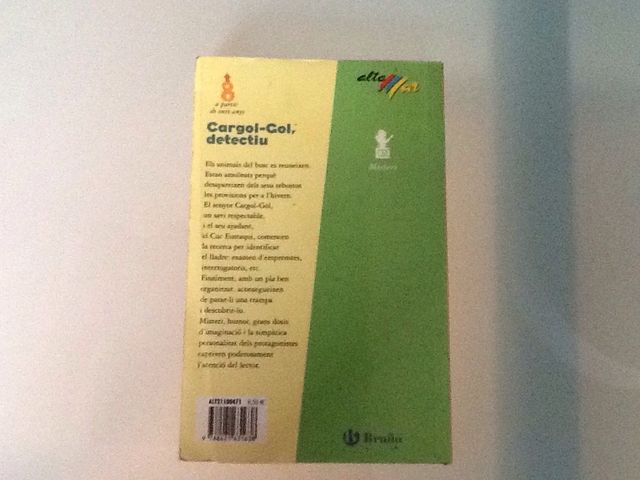 8
a partir
de vuit anys
Cargol-Gol,
detectiu
Els animals del bosc es reuneixen.
Estan amoïnats perquè
desapareixen dels seus rebostos
les provisions per a l'hivern.
El senyor Cargol-Gol,
un savi respectable,
i el seu ajudant,
el Cuc Eustaqui, comencen
la recerca per identificar
el lladre: examen d'empremtes,
interrogatoris, etc.
Finalment, amb un pla ben
organitzat, aconsegueixen
de parar-li una trampa
i descobrir-lo.
Misteri, humor, grans dosis
d'imaginació i la simpàtica
personalitat dels protagonistes
capten poderosament
l'atenció del lector.
altamar
Misteri
Bruño